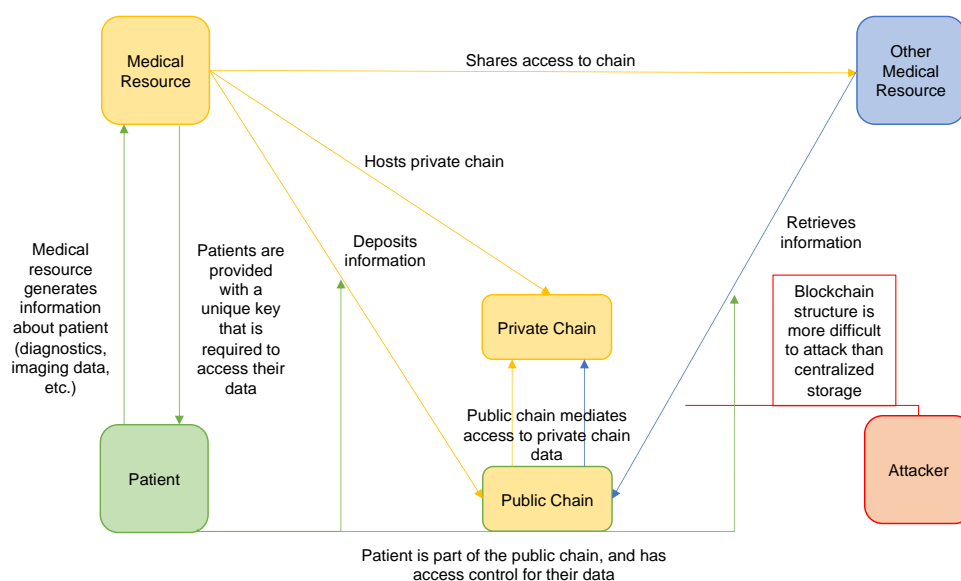 Medical
Resource
Other
Medical
Resource
Shares access to chain
Hosts private chain
Deposits
information
Retrieves
information
Medical
resource
generates
information
about patient
(diagnostics,
imaging data,
etc.)
Patients are
provided
with a
unique key
that is
required to
access their
data
Private Chain
Blockchain
structure is
more difficult
to attack than
centralized
storage
Public chain mediates
access to private chain
data
Patient
Public Chain
Attacker
Patient is part of the public chain, and has
access control for their data